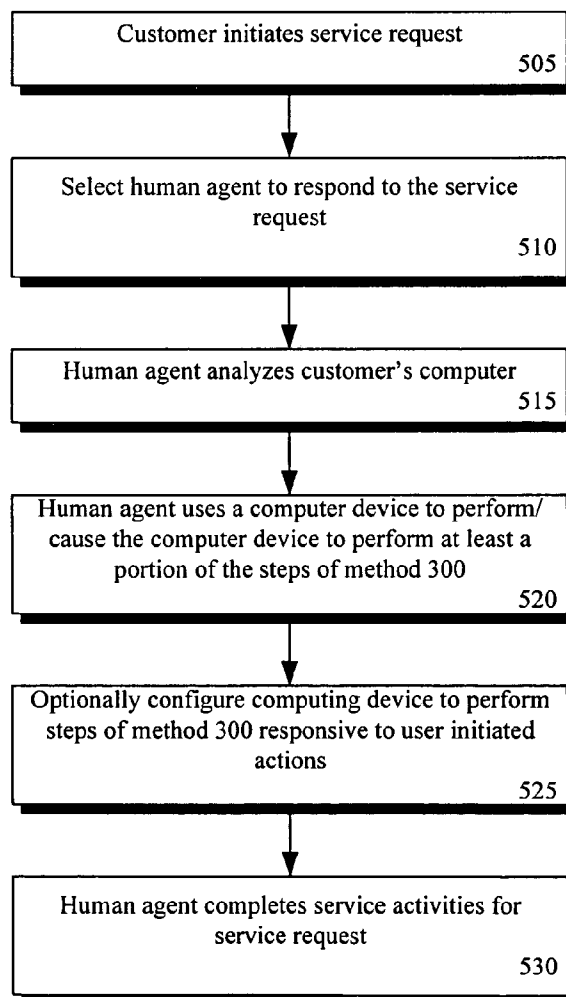 Customer initiates service request
505
Select human agent to respond to the service
request
510
Human agent analyzes customer's computer
515
Human agent uses a computer device to perform/
cause the computer device to perform at least a
portion of the steps of method 300
520
Optionally configure computing device to perform
steps of method 300 responsive to user initiated
actions
525
Human agent completes service activities for
service request
530